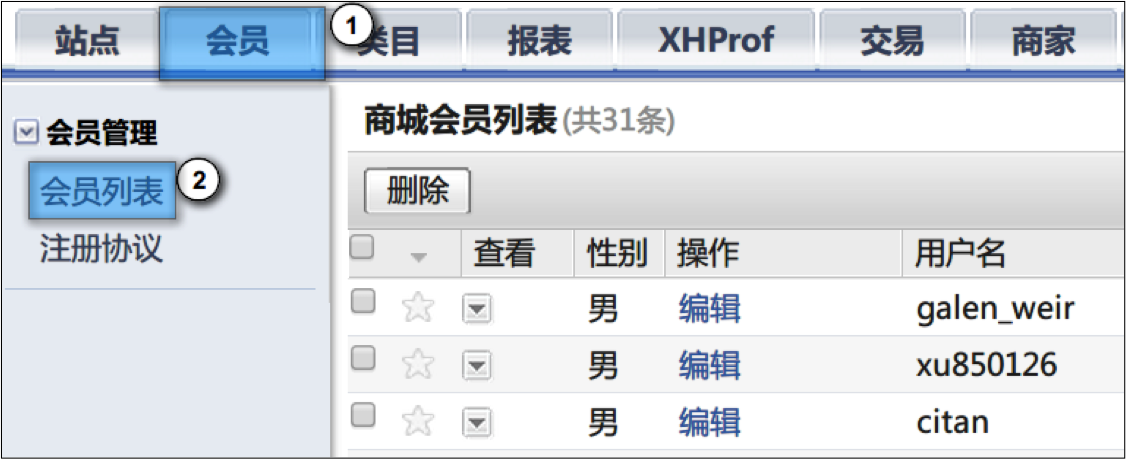 站点 会员 1 类目 报表 XHProf 交易 商家
会员管理
会员列表 2
注册协议
商城会员列表 (共31条)
删除
查看 性别 操作 用户名
男 编辑 galen_weir
男 编辑 xu850126
男 编辑 citan